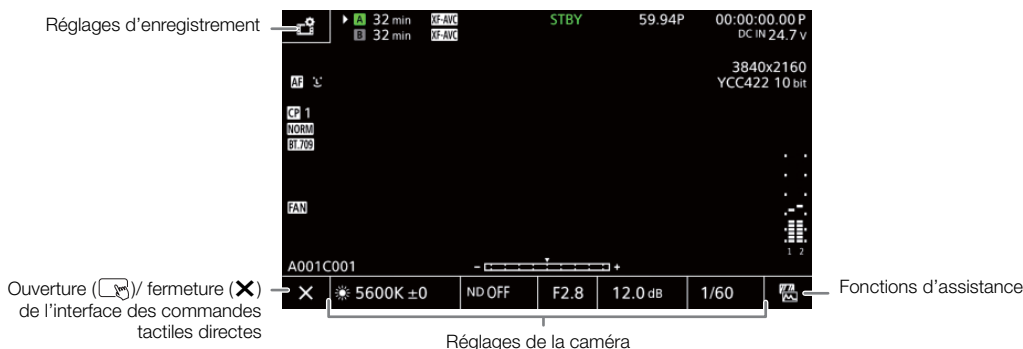 Réglages d'enregistrement
A 32 min XF-AVC STBY 59.94P 00:00:00.00 P
B 32 min XF-AVC DC IN 24.7 V
3840x2160
AF
YCC422 10 bit
CP 1
NORM
BT.709
FAN
1 2
A001C001 - +
Ouverture ( )/ fermeture (✕)
de l'interface des commandes
tactiles directes
✕ 5600K ±0 ND OFF F2.8 12.0 dB 1/60
Fonctions d'assistance
Réglages de la caméra